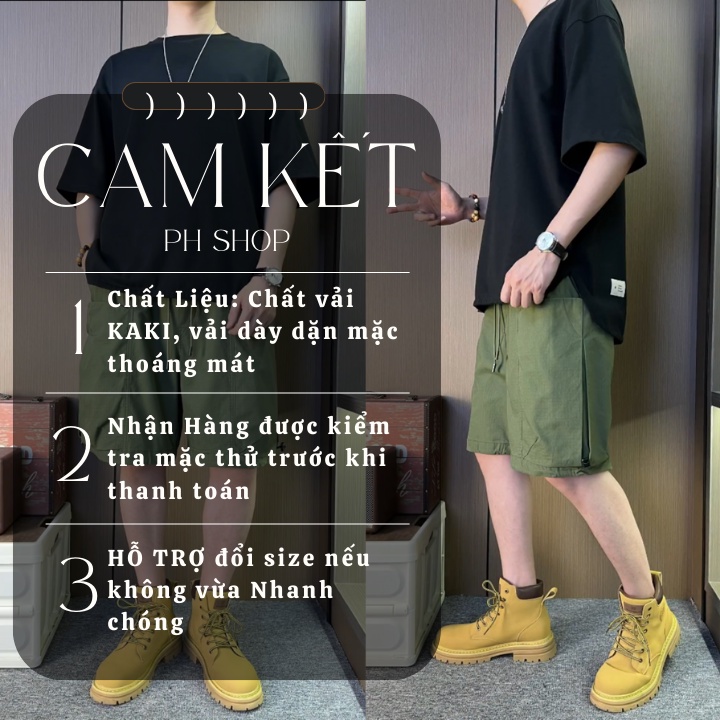 CAM KẾT
PH SHOP
1
Chất Liệu: Chất vải
KAKI, vải dày dặn mặc
thoáng mát
2
Nhận Hàng được kiểm
tra mặc thử trước khi
thanh toán
3
HỖ TRỢ đổi size nếu
không vừa Nhanh
chóng